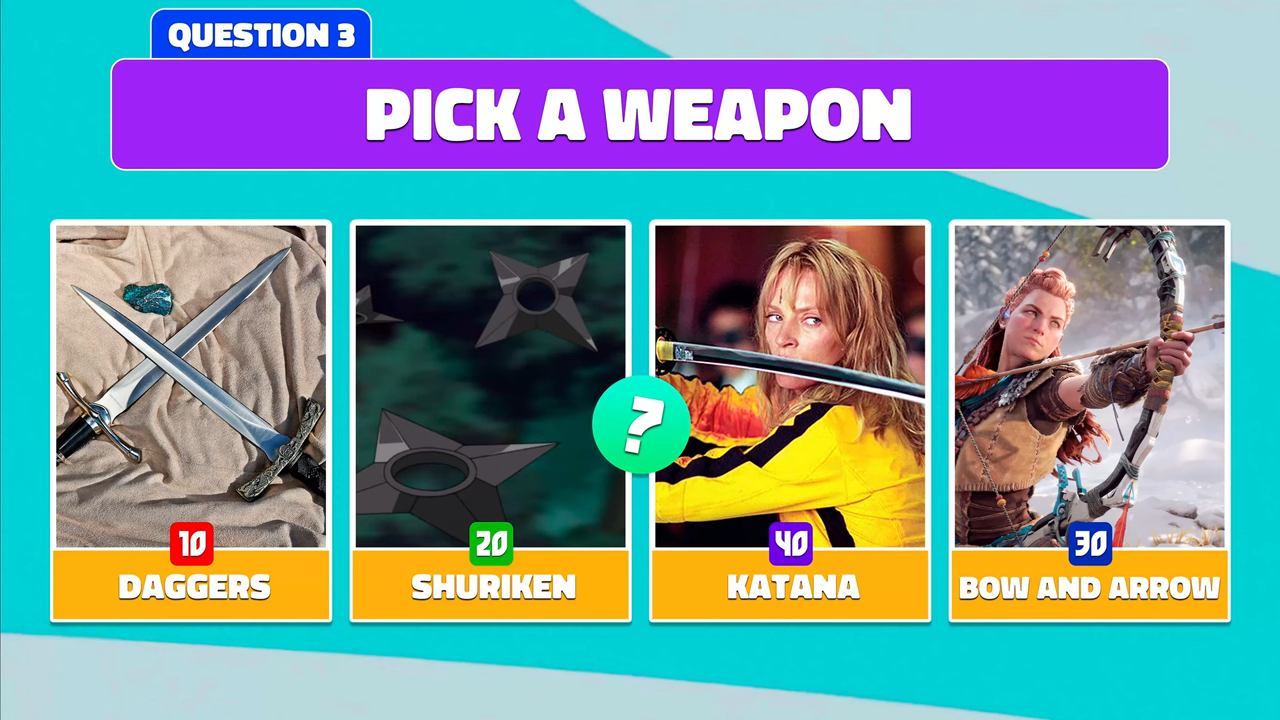 QUESTION 3
PICK A WEAPON
?
10
DAGGERS
20
SHURIKEN
40
KATANA
30
BOW AND ARROW